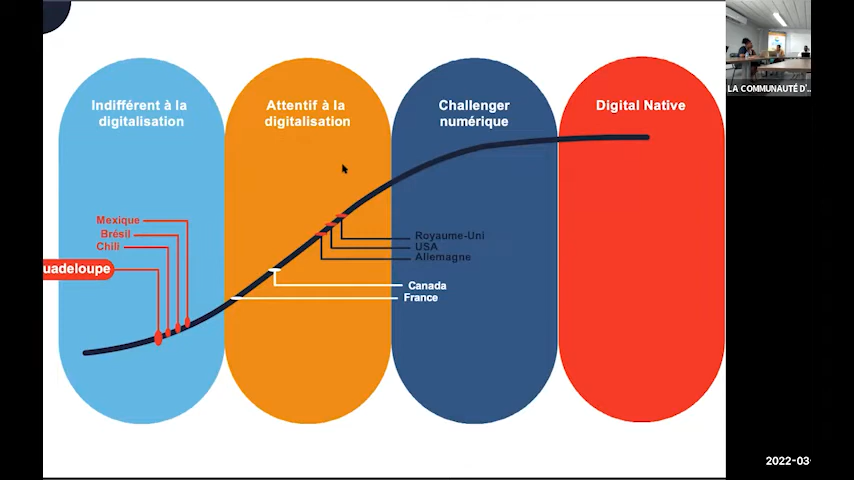 Indifférent à la
digitalisation
Attentif à la
digitalisation
Challenger
numérique
Digital Native
Mexique
Brésil
Chili
uadeloupe
Royaume-Uni
USA
Allemagne
Canada
France
LA COMMUNAUTÉ D'...
2022-03